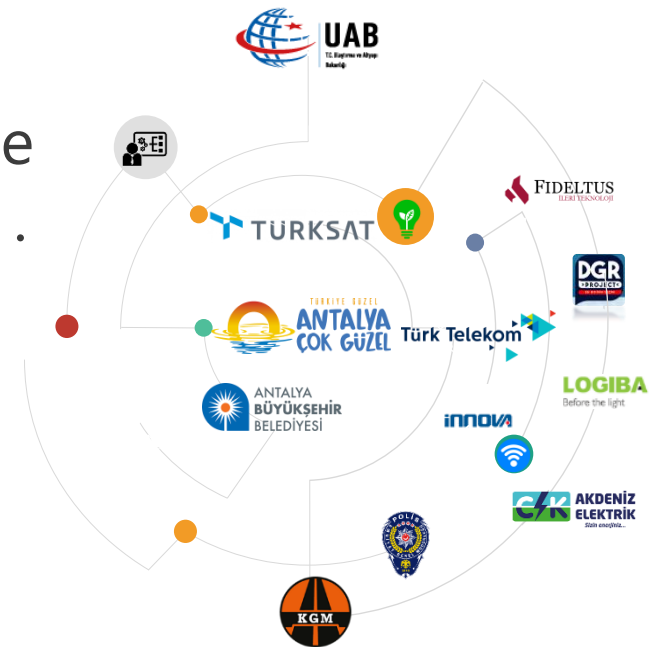 UAB
T.C. Ulaştırma ve Altyapı
Bakanlığı
e
.
FIDELTUS
İLERİ TEKNOLOJİ
TÜRKSAT
DGR
PROJECT
TÜRKİYE GÜZEL
ANTALYA
ÇOK GÜZEL
Türk Telekom
LOGIBA
Before the light
ANTALYA
BÜYÜKŞEHİR
BELEDİYESİ
innova
CK AKDENİZ
ELEKTRİK
Sizin enerjiniz...
POLİS
KGM